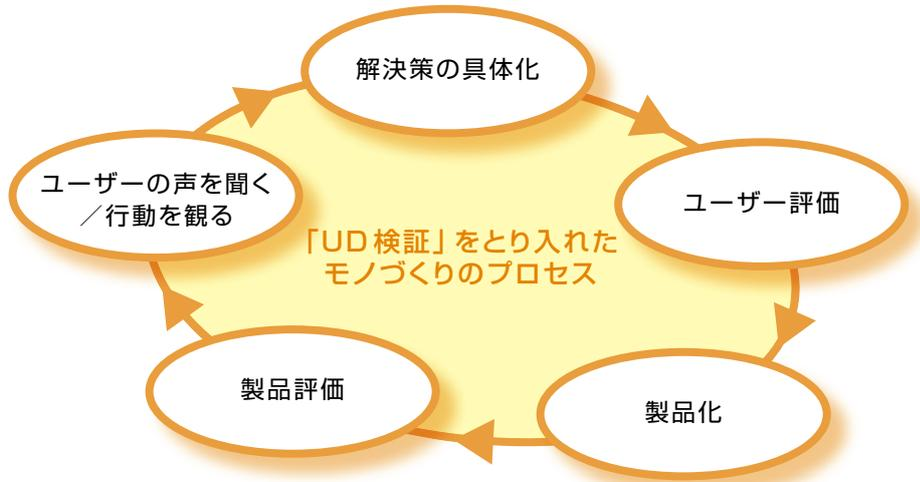 解決策の具体化
ユーザーの声を聞く
／行動を観る
ユーザー評価
「UD検証」をとり入れた
モノづくりのプロセス
製品評価
製品化